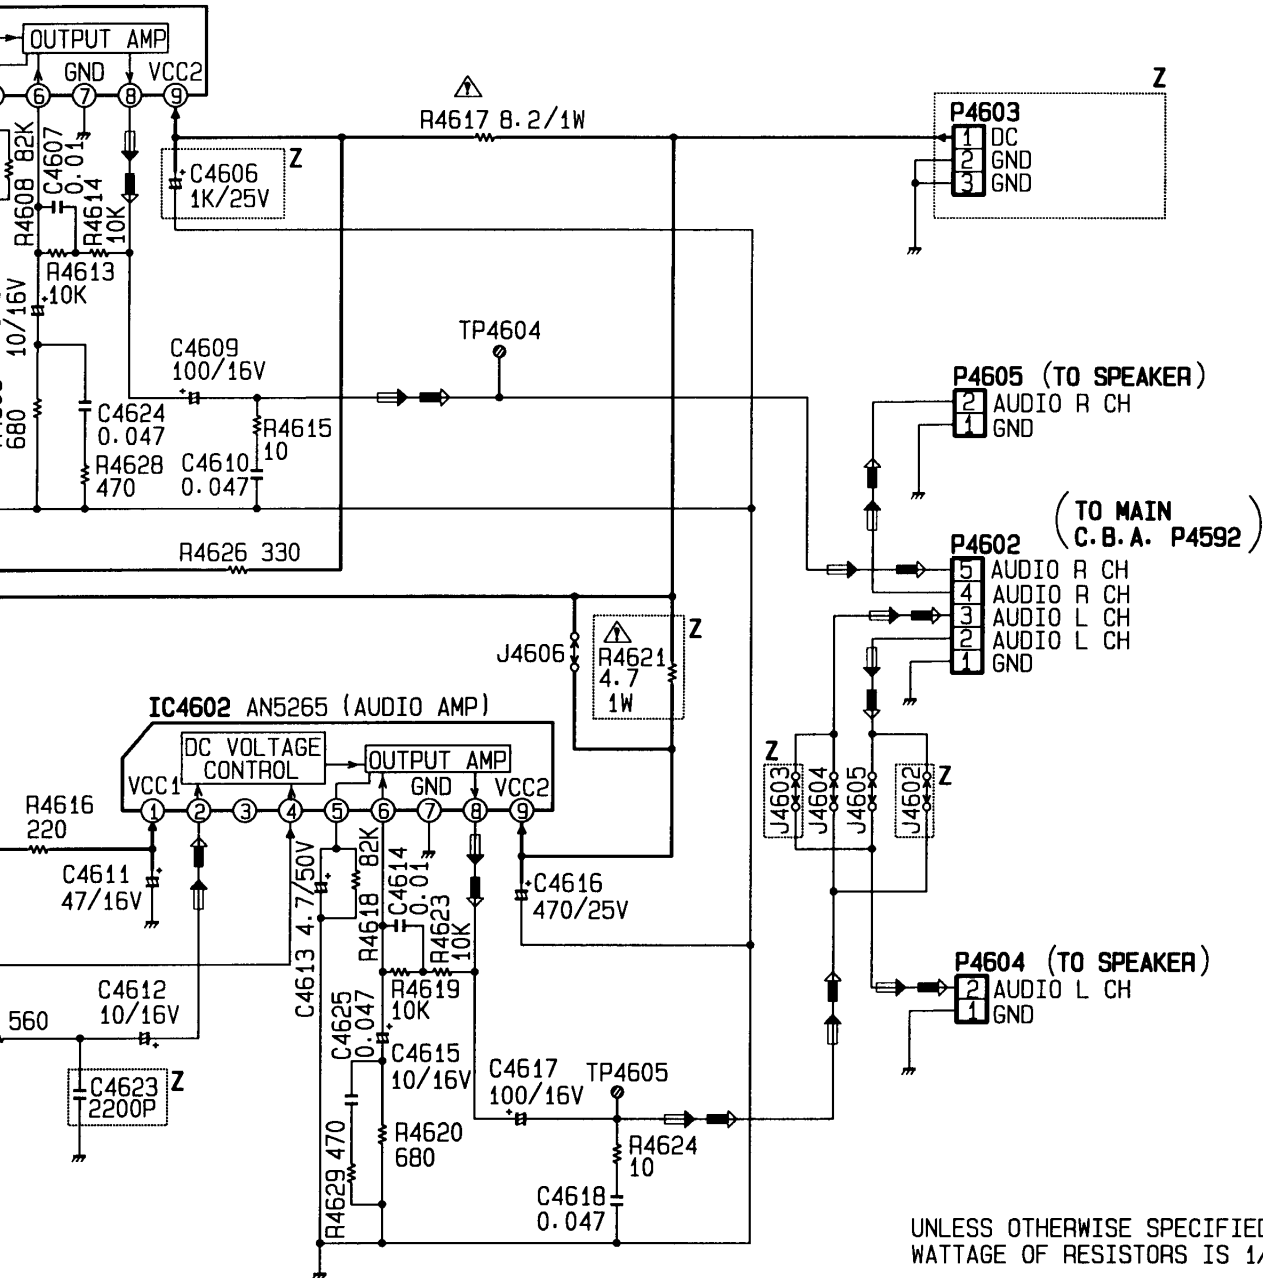 OUTPUT AMP
GND
VCC2
6
7
8
9
R4608 82K
C4607
0.01
R4614
10K
R4613
10K
10/16V
680
C4606
1K/25V
Z
R4617 8.2/1W
Z
P4603
1 DC
2 GND
3 GND
C4609
100/16V
TP4604
C4624
0.047
R4628
470
R4615
10
C4610
0.047
P4605 (TO SPEAKER)
2 AUDIO R CH
1 GND
(TO MAIN
C.B.A. P4592)
P4602
5 AUDIO R CH
4 AUDIO R CH
3 AUDIO L CH
2 AUDIO L CH
1 GND
R4626 330
J4606
R4621
4.7
1W
Z
IC4602 AN5265 (AUDIO AMP)
DC VOLTAGE
CONTROL
OUTPUT AMP
VCC1
GND
VCC2
1
2
3
4
5
6
7
8
9
Z
J4603
J4604
J4605
J4602
Z
R4616
220
C4611
47/16V
C4613 4.7/50V
82K
R4618
C4614
0.01
R4623
10K
C4616
470/25V
R4619
10K
C4612
10/16V
560
C4623
2200P
Z
C4625
0.047
C4615
10/16V
R4620
680
R4629 470
C4617
100/16V
TP4605
R4624
10
C4618
0.047
P4604 (TO SPEAKER)
2 AUDIO L CH
1 GND
UNLESS OTHERWISE SPECIFIED
WATTAGE OF RESISTORS IS 1/